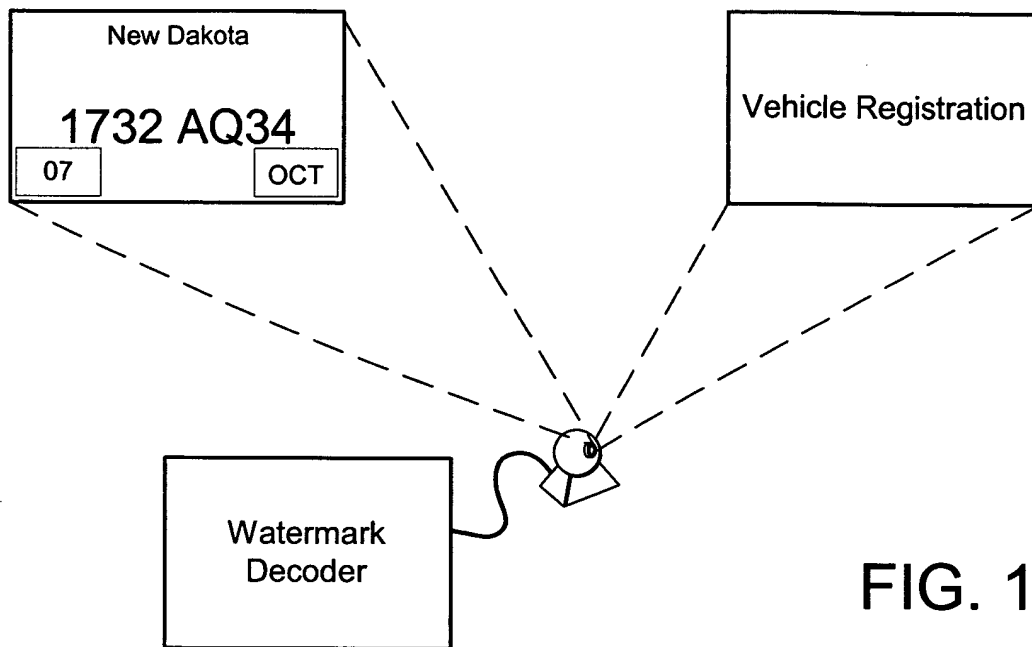 New Dakota
1732 AQ34
07
OCT
Vehicle Registration
Watermark
Decoder
FIG. 1